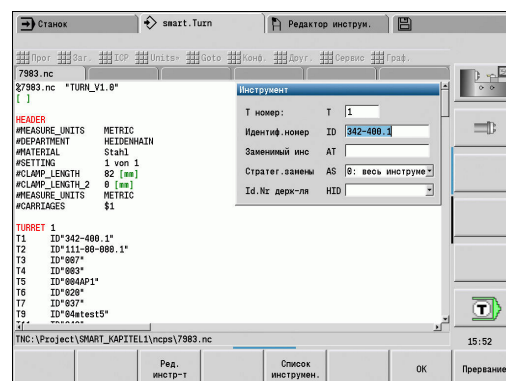 Станок
smart.Turn
Редактор инструм.
Прог Заг. ICP Units» Goto Конф. Друг. Сервис Граф.
7983.nc
%7983.nc "TURN_V1.0"
[ ]
HEADER
#MEASURE_UNITS METRIC
#DEPARTMENT HEIDENHAIN
#MATERIAL Stahl
#SETTING 1 von 1
#CLAMP_LENGTH 82 [mm]
#CLAMP_LENGTH_2 0 [mm]
#MEASURE_UNITS METRIC
#CARRIAGES $1
TURRET 1
T1 ID"342-400.1"
T2 ID"111-80-080.1"
T3 ID"007"
T4 ID"003"
T5 ID"004AP1"
T6 ID"020"
T7 ID"037"
T9 ID"04mtest5"
Инструмент
T номер: T 1
Идентиф.номер ID 342-400.1
Заменимый инс AT
Стратег.замены AS 0: весь инструме
Id.Nr держ-ля HID
TNC:\Project\SMART_KAPITEL1\ncps\7983.nc
T
15:52
Ред. инстр-т
Список инструмен.
OK
Прервание